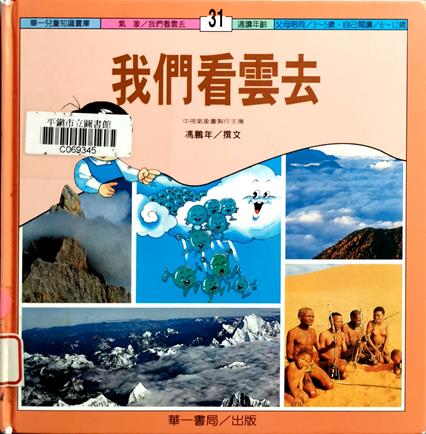 華一兒童知識寶庫
氣 象／我們看雲去
31
適讀年齡
父母陪同／3～5歲・自己閱讀／6～12歲
我們看雲去
中視氣象臺製作主播
馮鵬年／撰文
平鎮市立圖書館
C069345
華一書局／出版